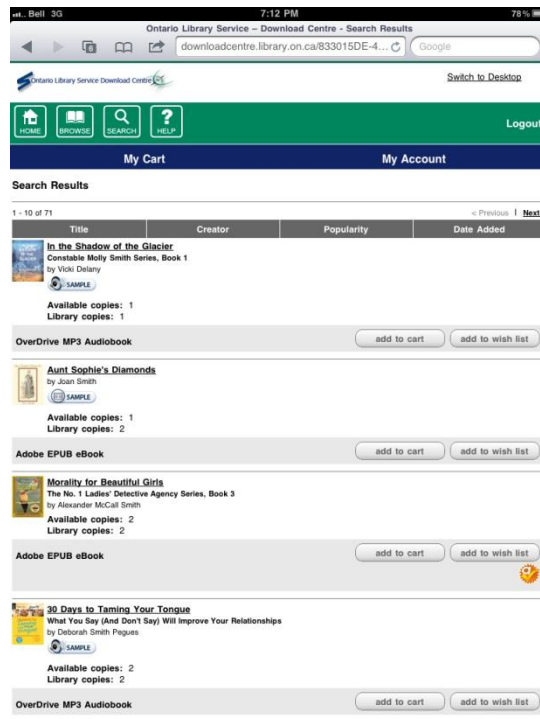 Bell 3G 7:12 PM 78%
Ontario Library Service – Download Centre - Search Results
downloadcentre.library.on.ca/833015DE-4... Google
Ontario Library Service Download Centre
Switch to Desktop
HOME BROWSE SEARCH HELP
Logout
My Cart My Account
Search Results
1 - 10 of 71 « Previous | Next
Title Creator Popularity Date Added
In the Shadow of the Glacier
Constable Molly Smith Series, Book 1
by Vicki Delany
SAMPLE
Available copies: 1
Library copies: 1
OverDrive MP3 Audiobook add to cart add to wish list
Aunt Sophie's Diamonds
by Joan Smith
SAMPLE
Available copies: 1
Library copies: 2
Adobe EPUB eBook add to cart add to wish list
Morality for Beautiful Girls
The No. 1 Ladies' Detective Agency Series, Book 3
by Alexander McCall Smith
Available copies: 2
Library copies: 2
Adobe EPUB eBook add to cart add to wish list
30 Days to Taming Your Tongue
What You Say (And Don't Say) Will Improve Your Relationships
by Deborah Smith Pegues
SAMPLE
Available copies: 2
Library copies: 2
OverDrive MP3 Audiobook add to cart add to wish list